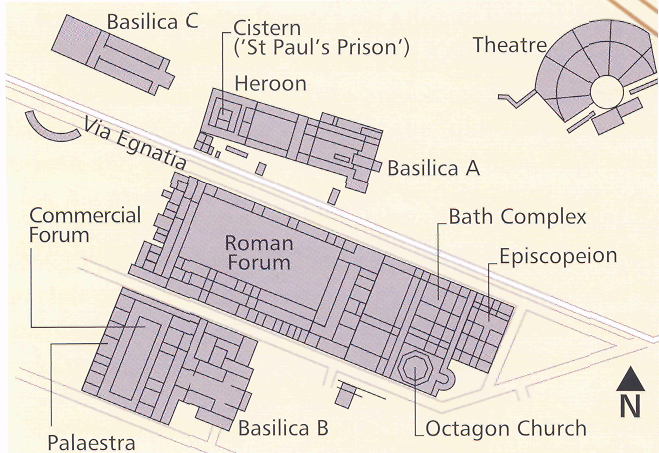 Basilica C
Cistern
('St Paul's Prison')
Theatre
Heroon
Via Egnatia
Basilica A
Commercial
Forum
Roman
Forum
Bath Complex
Episcopeion
N
Basilica B
Octagon Church
Palaestra